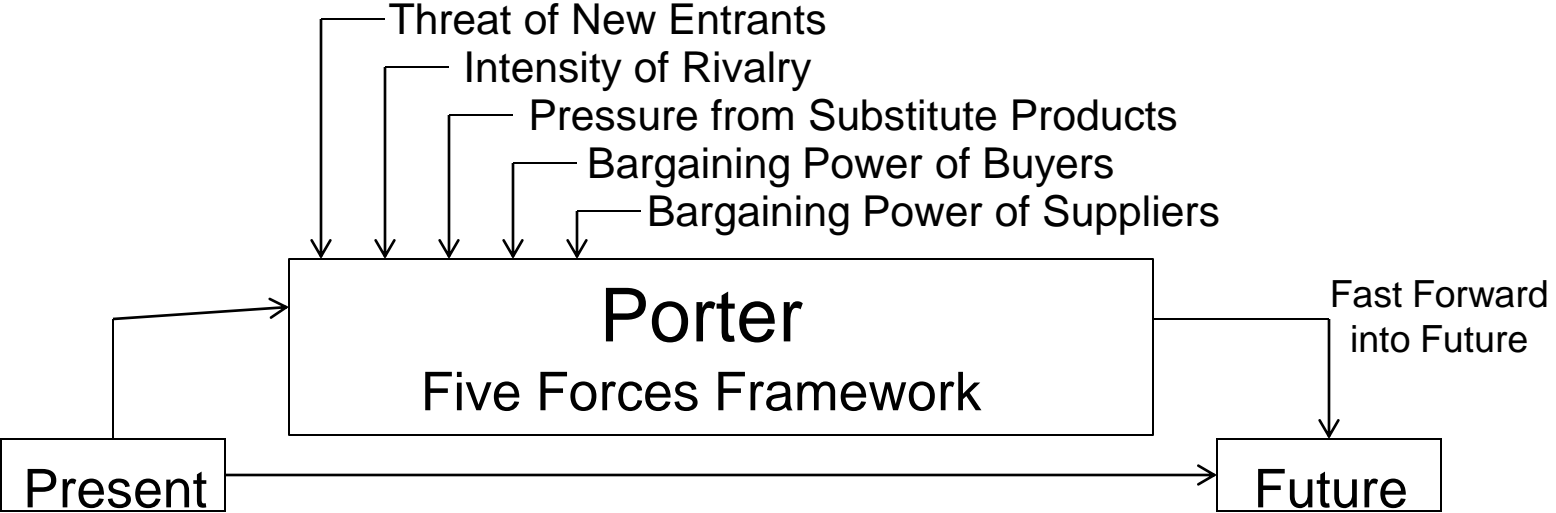 Threat of New Entrants
Intensity of Rivalry
Pressure from Substitute Products
Bargaining Power of Buyers
Bargaining Power of Suppliers
Porter
Five Forces Framework
Fast Forward
into Future
Present
Future